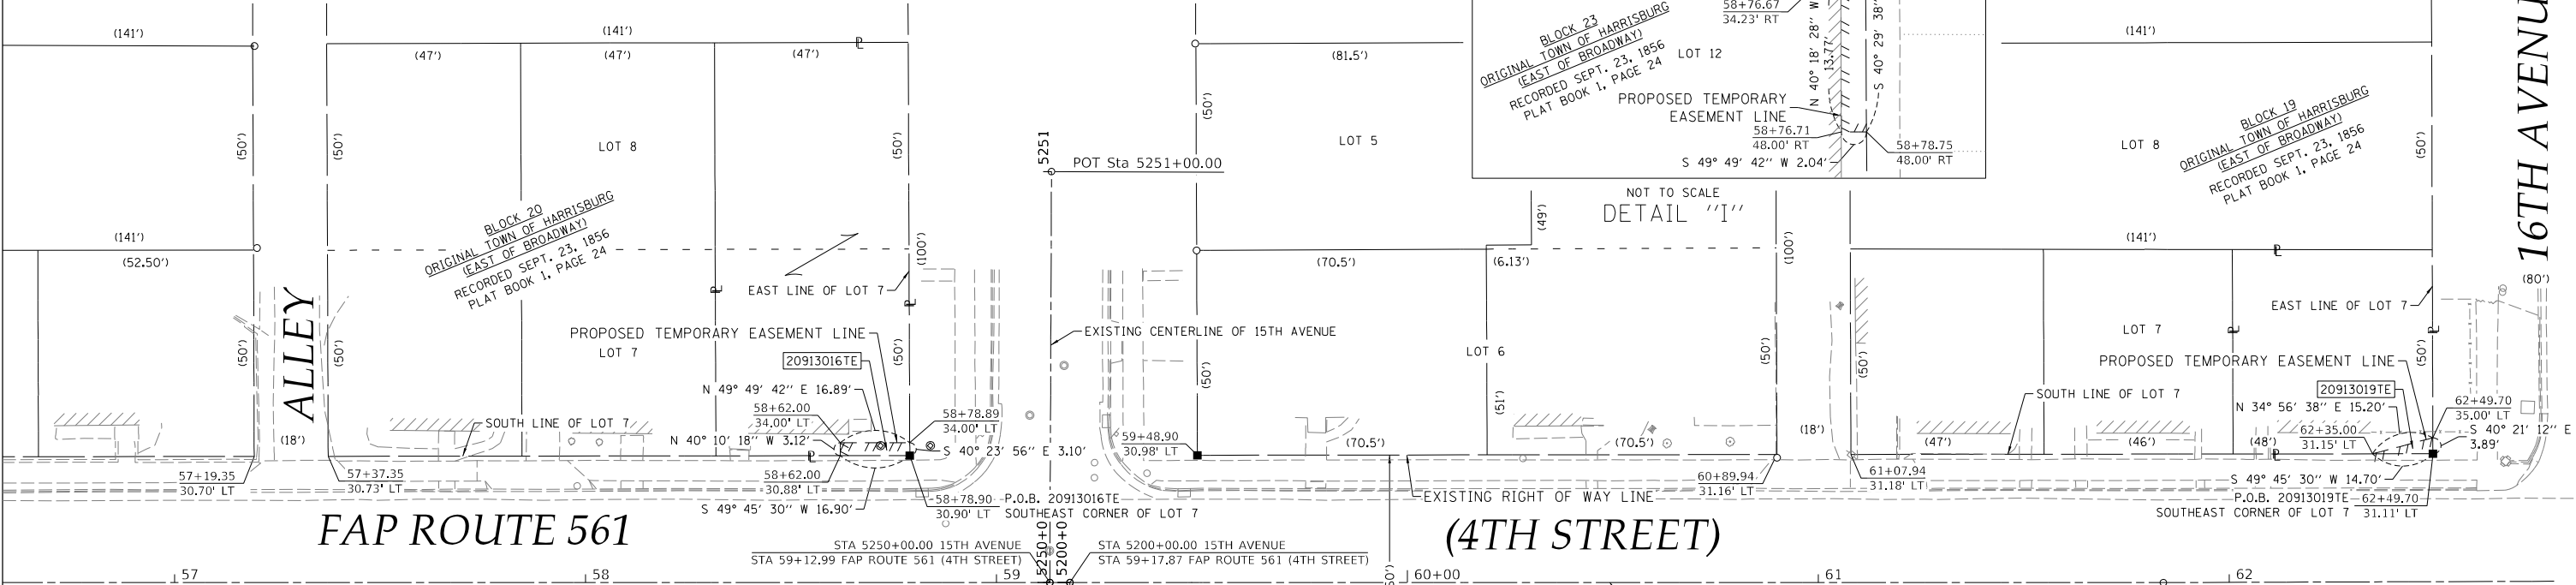 (141')
(141')
(47')
(47')
(47')
℄
(81.5')
BLOCK 23
ORIGINAL TOWN OF HARRISBURG
(EAST OF BROADWAY)
RECORDED SEPT. 23, 1856
PLAT BOOK 1, PAGE 24
LOT 12
58+76.67
34.23' RT
N 40° 18' 28" W
13.77'
S 40° 29' 38"
PROPOSED TEMPORARY
EASEMENT LINE
58+76.71
48.00' RT
58+78.75
48.00' RT
S 49° 49' 42" W 2.04'
NOT TO SCALE
DETAIL "I"
(141')
16TH AVENU
(50')
(50')
LOT 8
(50')
5251
POT Sta 5251+00.00
(50')
LOT 5
LOT 8
BLOCK 19
ORIGINAL TOWN OF HARRISBURG
(EAST OF BROADWAY)
RECORDED SEPT. 23, 1856
PLAT BOOK 1, PAGE 24
(50')
BLOCK 20
ORIGINAL TOWN OF HARRISBURG
(EAST OF BROADWAY)
RECORDED SEPT. 23, 1856
PLAT BOOK 1, PAGE 24
(141')
(52.50')
(100')
(49')
(70.5')
(6.13')
(100')
(141')
(80')
ALLEY
EAST LINE OF LOT 7
PROPOSED TEMPORARY EASEMENT LINE
LOT 7
20913016TE
N 49° 49' 42" E 16.89'
(50')
(50')
(50')
EXISTING CENTERLINE OF 15TH AVENUE
(50')
LOT 6
(51')
(50')
(50')
EAST LINE OF LOT 7
LOT 7
PROPOSED TEMPORARY EASEMENT LINE
(50')
20913019TE
SOUTH LINE OF LOT 7
N 34° 56' 38" E 15.20'
62+49.70
35.00' LT
58+62.00
34.00' LT
58+78.89
34.00' LT
SOUTH LINE OF LOT 7
(18')
N 40° 10' 18" W 3.12'
S 40° 23' 56" E 3.10'
59+48.90
30.98' LT
(70.5')
(70.5')
(18')
(47')
(46')
(48')
62+35.00
31.15' LT
S 40° 21' 12" E
3.89'
57+19.35
30.70' LT
57+37.35
30.73' LT
58+62.00
30.88' LT
60+89.94
31.16' LT
61+07.94
31.18' LT
S 49° 45' 30" W 14.70'
58+78.90
30.90' LT
P.O.B. 20913016TE
SOUTHEAST CORNER OF LOT 7
S 49° 45' 30" W 16.90'
EXISTING RIGHT OF WAY LINE
P.O.B. 20913019TE
SOUTHEAST CORNER OF LOT 7
62+49.70
31.11' LT
FAP ROUTE 561
(4TH STREET)
5250+0
5200+0
STA 5250+00.00 15TH AVENUE
STA 59+12.99 FAP ROUTE 561 (4TH STREET)
STA 5200+00.00 15TH AVENUE
STA 59+17.87 FAP ROUTE 561 (4TH STREET)
57
58
59
60+00
61
62